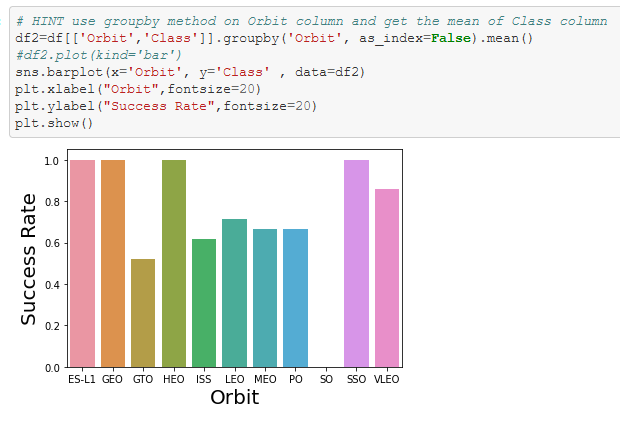 # HINT use groupby method on Orbit column and get the mean of Class column
df2=df[['Orbit','Class']].groupby('Orbit', as_index=False).mean()
#df2.plot(kind='bar')
sns.barplot(x='Orbit', y='Class' , data=df2)
plt.xlabel("Orbit",fontsize=20)
plt.ylabel("Success Rate",fontsize=20)
plt.show()
1.0
0.8
0.6
0.4
0.2
0.0
Success Rate
ES-L1 GEO GTO HEO ISS LEO MEO PO SO SSO VLEO
Orbit